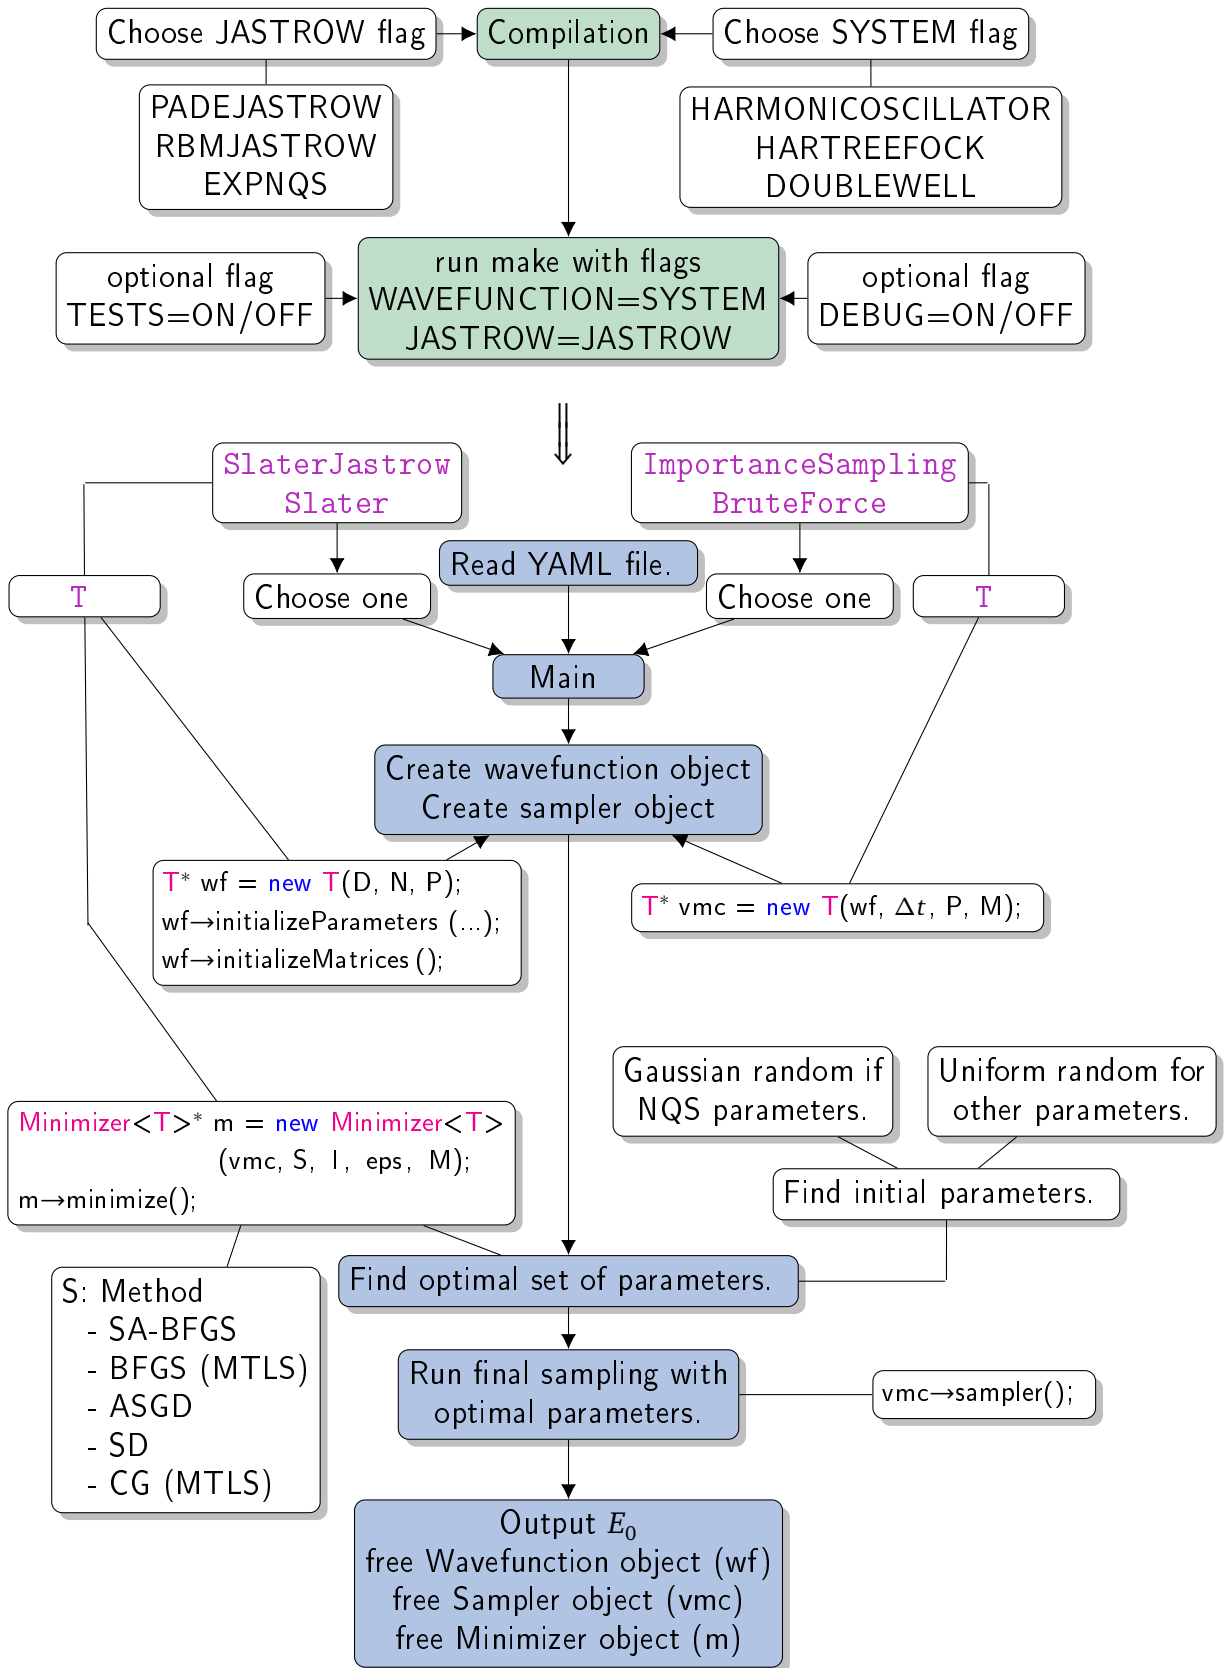 Choose JASTROW flag
Compilation
Choose SYSTEM flag
PADEJASTROW
RBMJASTROW
EXPNQS
HARMONICOSCILLATOR
HARTREEFOCK
DOUBLEWELL
optional flag
TESTS=ON/OFF
run make with flags
WAVEFUNCTION=SYSTEM
JASTROW=JASTROW
optional flag
DEBUG=ON/OFF
⇓
SlaterJastrow
Slater
ImportanceSampling
BruteForce
T
Choose one
Read YAML file.
Choose one
T
Main
Create wavefunction object
Create sampler object
T* wf = new T(D, N, P);
wf→initializeParameters (...);
wf→initializeMatrices ();
T* vmc = new T(wf, Δt, P, M);
Gaussian random if
NQS parameters.
Uniform random for
other parameters.
Minimizer<T>* m = new Minimizer<T>
(vmc, S, I, eps, M);
m→minimize();
Find initial parameters.
Find optimal set of parameters.
S: Method
- SA-BFGS
- BFGS (MTLS)
- ASGD
- SD
- CG (MTLS)
Run final sampling with
optimal parameters.
vmc→sampler();
Output E₀
free Wavefunction object (wf)
free Sampler object (vmc)
free Minimizer object (m)